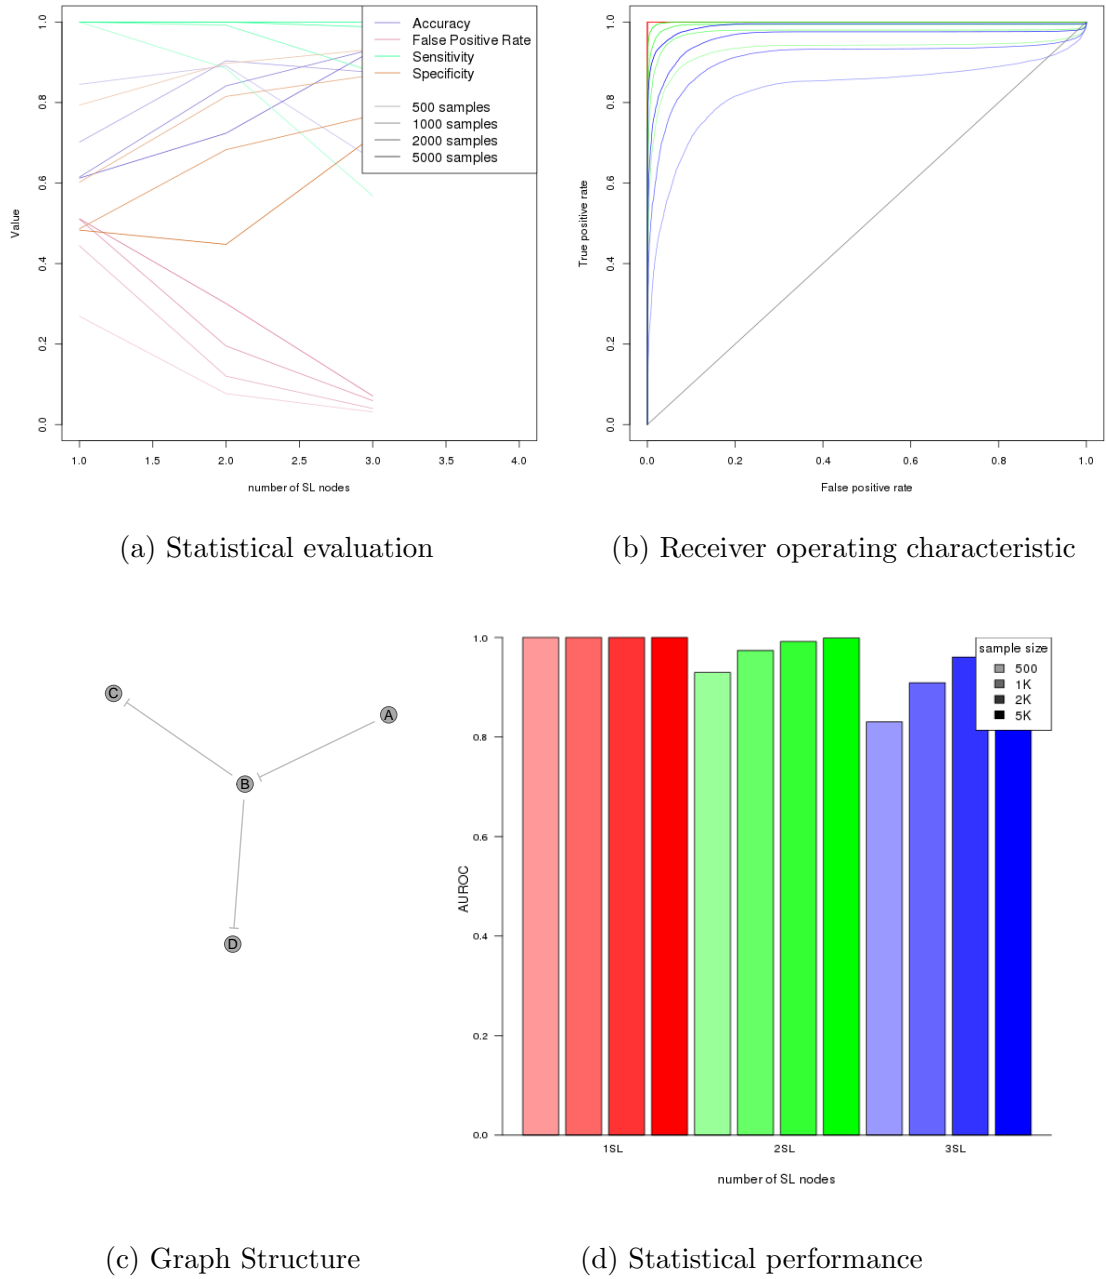 1.0
0.8
0.6
0.4
0.2
0.0
Value
1.0 1.5 2.0 2.5 3.0 3.5 4.0
number of SL nodes
Accuracy
False Positive Rate
Sensitivity
Specificity
500 samples
1000 samples
2000 samples
5000 samples
(a) Statistical evaluation
1.0
0.8
0.6
0.4
0.2
0.0
True positive rate
0.0 0.2 0.4 0.6 0.8 1.0
False positive rate
(b) Receiver operating characteristic
C
A
B
D
(c) Graph Structure
1.0
0.8
0.6
0.4
0.2
0.0
AUROC
sample size
500
1K
2K
5K
1SL 2SL 3SL
number of SL nodes
(d) Statistical performance